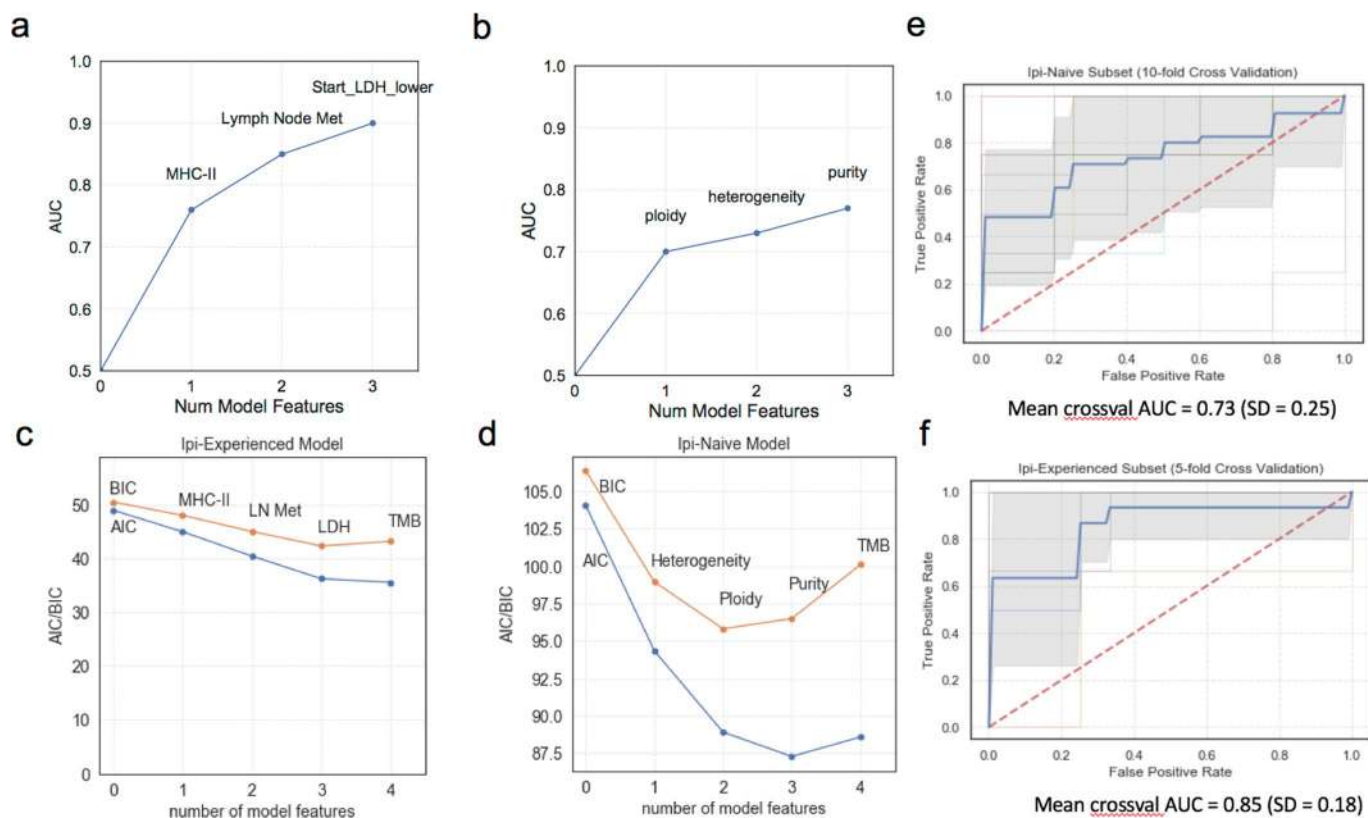 a
1.0
0.9
0.8
0.7
0.6
0.5
AUC
Start_LDH_lower
Lymph Node Met
MHC-II
0 1 2 3
Num Model Features
b
1.0
0.9
0.8
0.7
0.6
0.5
AUC
purity
heterogeneity
ploidy
0 1 2 3
Num Model Features
e
Ipi-Naive Subset (10-fold Cross Validation)
1.0
0.8
0.6
0.4
0.2
0.0
True Positive Rate
0.0 0.2 0.4 0.6 0.8 1.0
False Positive Rate
Mean crossval AUC = 0.73 (SD = 0.25)
c
Ipi-Experienced Model
50
40
30
20
10
0
AIC/BIC
BIC
AIC
MHC-II
LN Met
LDH
TMB
0 1 2 3 4
number of model features
d
Ipi-Naive Model
105.0
102.5
100.0
97.5
95.0
92.5
90.0
87.5
AIC/BIC
BIC
AIC
Heterogeneity
Ploidy
Purity
TMB
0 1 2 3 4
number of model features
f
Ipi-Experienced Subset (5-fold Cross Validation)
1.0
0.8
0.6
0.4
0.2
0.0
True Positive Rate
0.0 0.2 0.4 0.6 0.8 1.0
False Positive Rate
Mean crossval AUC = 0.85 (SD = 0.18)